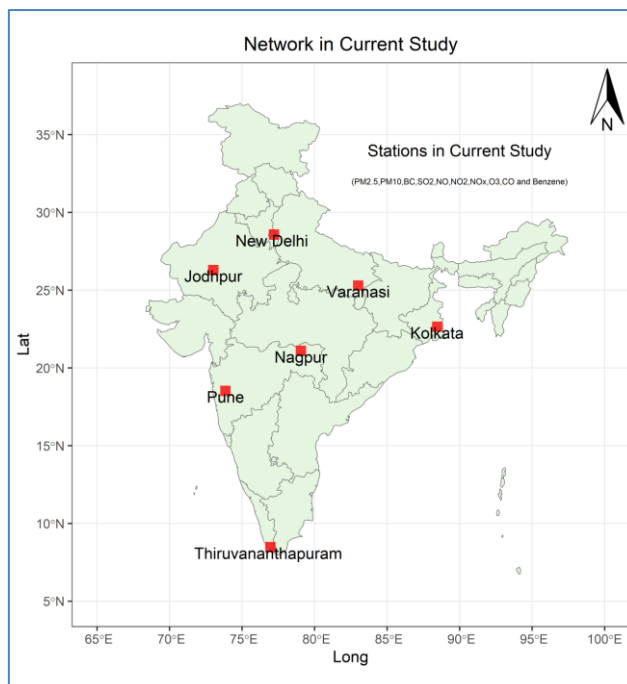 Network in Current Study
N
Stations in Current Study
(PM2.5,PM10,BC,SO2,NO,NO2,NOx,O3,CO and Benzene)
New Delhi
Jodhpur
Varanasi
Kolkata
Nagpur
Pune
Thiruvananthapuram
35°N
30°N
25°N
20°N
15°N
10°N
5°N
Lat
65°E 70°E 75°E 80°E 85°E 90°E 95°E 100°E
Long